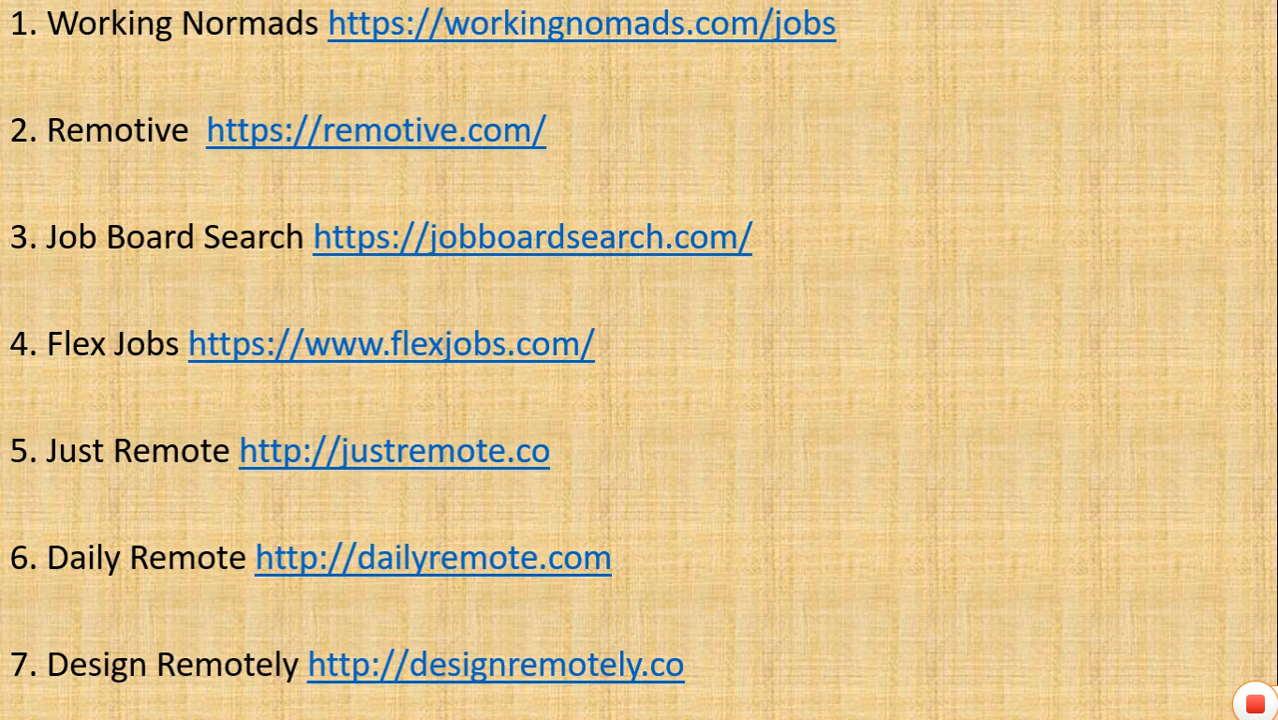 1. Working Normads https://workingnomads.com/jobs
2. Remotive  https://remotive.com/
3. Job Board Search https://jobboardsearch.com/
4. Flex Jobs https://www.flexjobs.com/
5. Just Remote http://justremote.co
6. Daily Remote http://dailyremote.com
7. Design Remotely http://designremotely.co